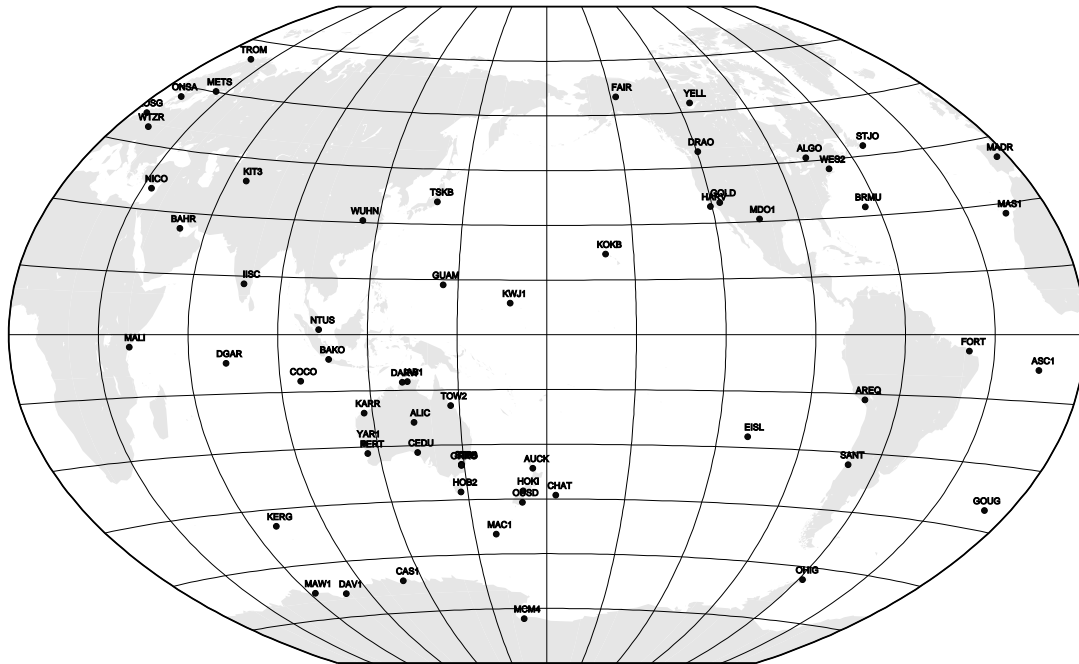 TROM
METS
ONSA
FAIR
YELL
WTZR
STJO
DRAO
ALGO
MADR
WES2
KIT3
NICO
TSKB
GOLD
BRMU
MAS1
WUHN
MDO1
BAHR
KOKB
IISC
GUAM
KWJ1
NTUS
MALI
FORT
BAKO
DGAR
ASC1
COCO
AREQ
TOW2
KARR
ALIC
EISL
YAR1
CEDU
PERT
SANT
AUCK
HOB2
HOKI
CHAT
GOUG
KERG
MAC1
CAS1
OHIG
MAW1
DAV1
MCM4